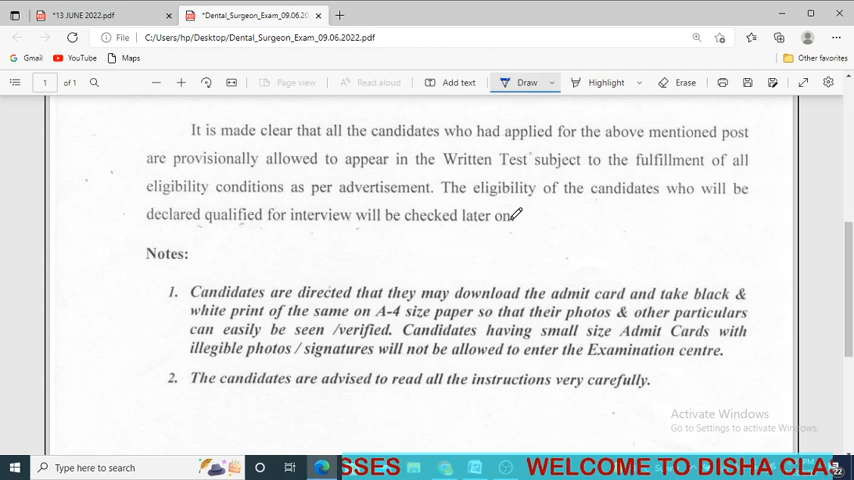 *13 JUNE 2022.pdf
*Dental_Surgeon_Exam_09.06.20
File C:/Users/hp/Desktop/Dental_Surgeon_Exam_09.06.2022.pdf
Gmail YouTube Maps Other favorites
1 of 1 Page view Read aloud Add text Draw Highlight Erase
It is made clear that all the candidates who had applied for the above mentioned post
are provisionally allowed to appear in the Written Test subject to the fulfillment of all
eligibility conditions as per advertisement. The eligibility of the candidates who will be
declared qualified for interview will be checked later on
Notes:
1. Candidates are directed that they may download the admit card and take black &
white print of the same on A-4 size paper so that their photos & other particulars
can easily be seen /verified. Candidates having small size Admit Cards with
illegible photos / signatures will not be allowed to enter the Examination centre.
2. The candidates are advised to read all the instructions very carefully.
Activate Windows
Go to Settings to activate Windows.
Type here to search
SSES WELCOME TO DISHA CLA
22